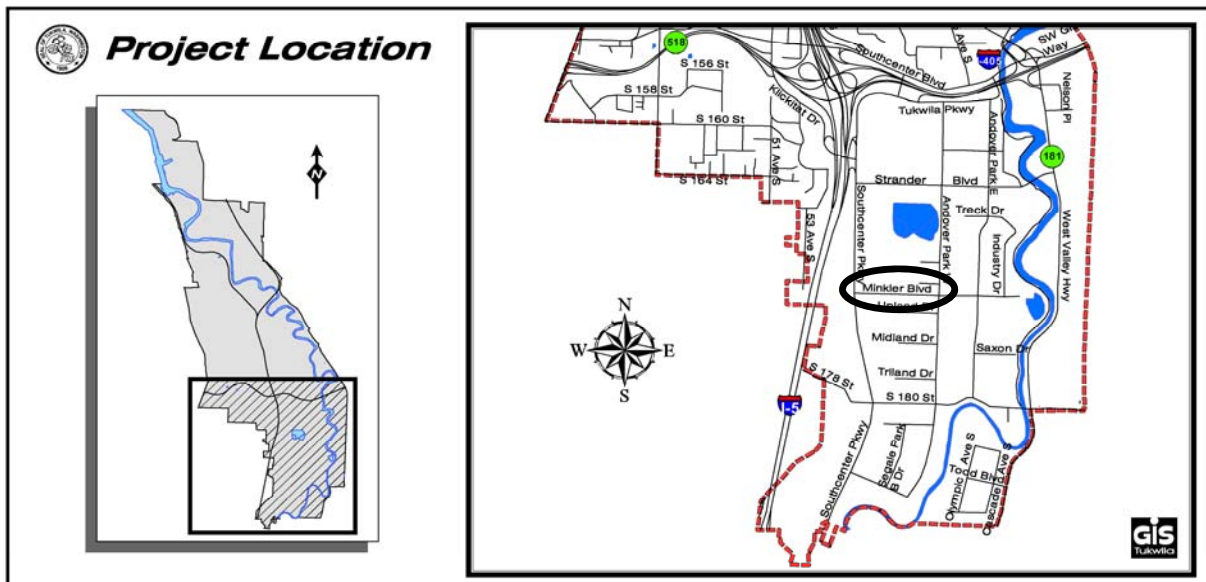 Project Location
N
518
S 156 St
S 158 St
S 160 St
S 164 St
51 Ave S
53 Ave S
Klickitat Dr
Southcenter Blvd
Ave S
I-405
SW G
Way
Nelson Pl
Tukwila Pkwy
Andover Park E
181
Strander Blvd
Southcenter Pkwy
Andover Park
Treck Dr
Industry Dr
West Valley Hwy
Minkler Blvd
Midland Dr
Saxon Dr
Triland Dr
S 178 St
S 180 St
N
W E
S
I-5
Southcenter Pkwy
Segale Park
B Dr
Olympic Ave S
Todd Blvd
Cascade Ave S
GIS
Tukwila